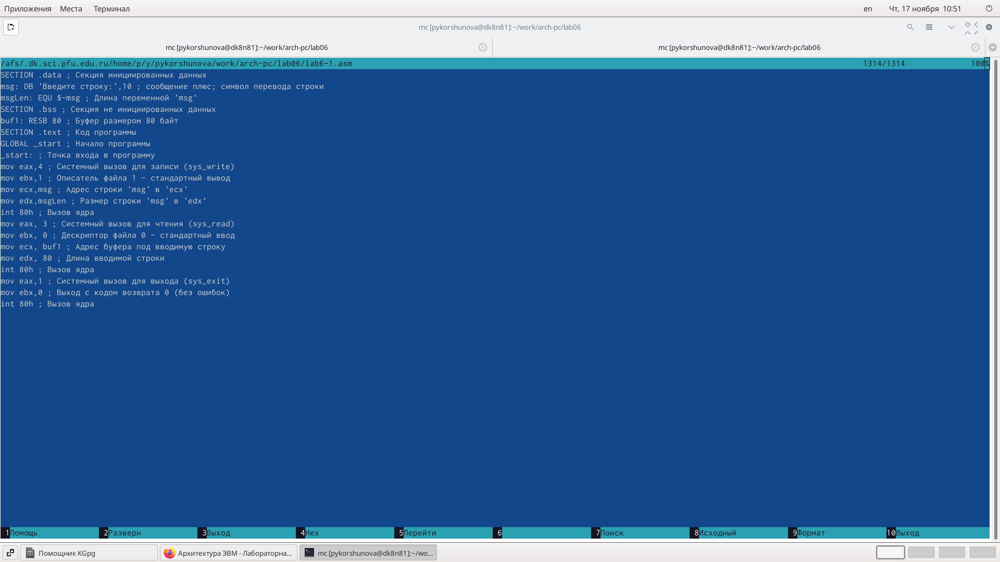 Приложения Места Терминал en Чт, 17 ноября 10:51
mc [pykorshunova@dk8n81]:~/work/arch-pc/lab06
mc [pykorshunova@dk8n81]:~/work/arch-pc/lab06 mc [pykorshunova@dk8n81]:~/work/arch-pc/lab06
/afs/.dk.sci.pfu.edu.ru/home/p/y/pykorshunova/work/arch-pc/lab06/lab6-1.asm 1314/1314 100%
SECTION .data ; Секция инициированных данных
msg: DB 'Введите строку:',10 ; сообщение плюс; символ перевода строки
msgLen: EQU $-msg ; Длина переменной 'msg'
SECTION .bss ; Секция не инициированных данных
buf1: RESB 80 ; Буфер размером 80 байт
SECTION .text ; Код программы
GLOBAL _start ; Начало программы
_start: ; Точка входа в программу
mov eax,4 ; Системный вызов для записи (sys_write)
mov ebx,1 ; Описатель файла 1 - стандартный вывод
mov ecx,msg ; Адрес строки 'msg' в 'ecx'
mov edx,msgLen ; Размер строки 'msg' в 'edx'
int 80h ; Вызов ядра
mov eax, 3 ; Системный вызов для чтения (sys_read)
mov ebx, 0 ; Дескриптор файла 0 - стандартный ввод
mov ecx, buf1 ; Адрес буфера под вводимую строку
mov edx, 80 ; Длина вводимой строки
int 80h ; Вызов ядра
mov eax,1 ; Системный вызов для выхода (sys_exit)
mov ebx,0 ; Выход с кодом возврата 0 (без ошибок)
int 80h ; Вызов ядра
1Помощь 2Разверн 3Выход 4Hex 5Перейти 6 7Поиск 8Исходный 9Формат 10Выход
Помощник KGpg Архитектура ЭВМ - Лабораторна... mc [pykorshunova@dk8n81]:~/wo...